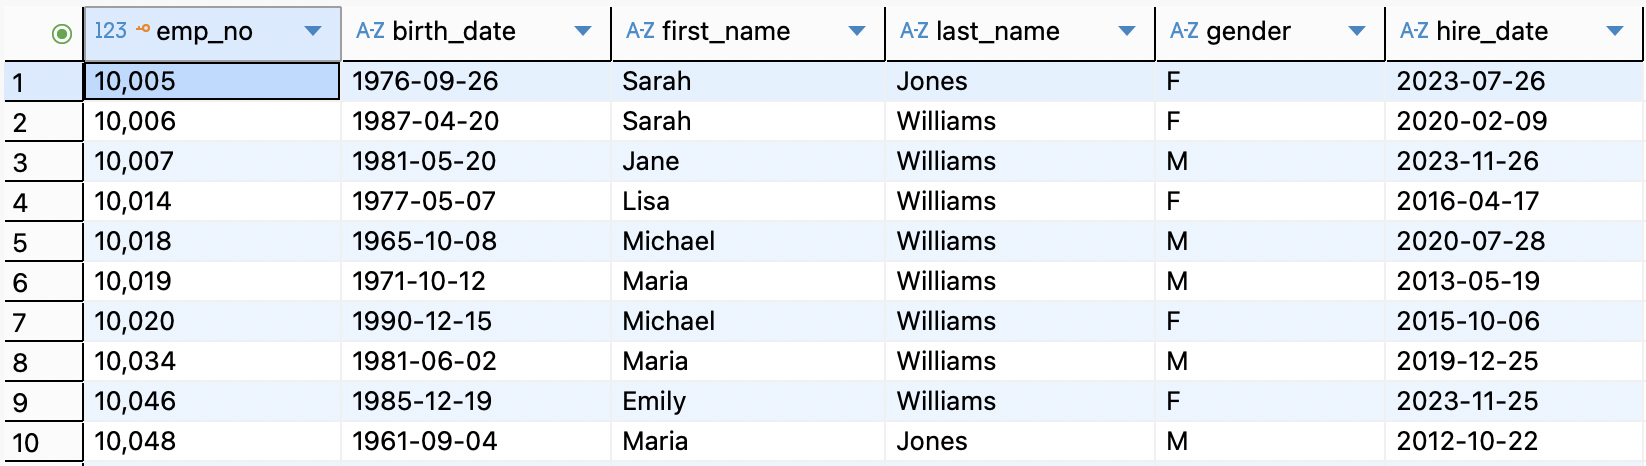 123 emp_no A-Z birth_date A-Z first_name A-Z last_name A-Z gender A-Z hire_date
1 10,005 1976-09-26 Sarah Jones F 2023-07-26
2 10,006 1987-04-20 Sarah Williams F 2020-02-09
3 10,007 1981-05-20 Jane Williams M 2023-11-26
4 10,014 1977-05-07 Lisa Williams F 2016-04-17
5 10,018 1965-10-08 Michael Williams M 2020-07-28
6 10,019 1971-10-12 Maria Williams M 2013-05-19
7 10,020 1990-12-15 Michael Williams F 2015-10-06
8 10,034 1981-06-02 Maria Williams M 2019-12-25
9 10,046 1985-12-19 Emily Williams F 2023-11-25
10 10,048 1961-09-04 Maria Jones M 2012-10-22